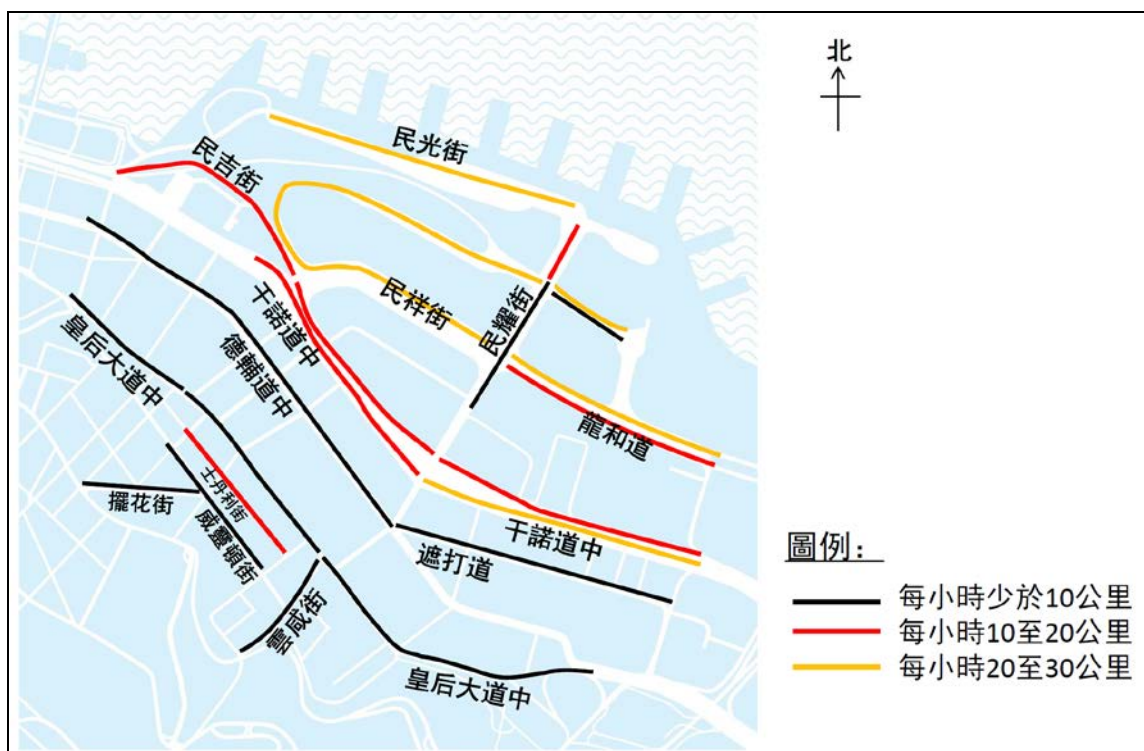 北
民光街
民吉街
民祥街
民耀街
干諾道中
德輔道中
皇后大道中
龍和道
士丹利街
擺花街
威靈頓街
干諾道中
遮打道
雲咸街
皇后大道中
圖例：
每小時少於10公里
每小時10至20公里
每小時20至30公里